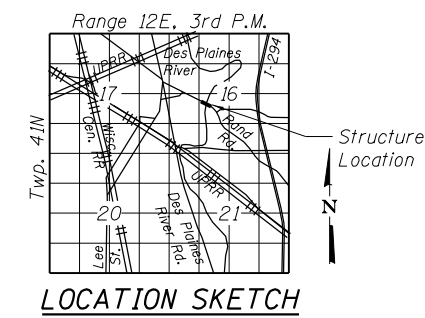 Range 12E, 3rd P.M.
Twp. 41N
UPRR
Des Plaines
River
I-294
17
16
Rand
Rd.
Structure
Location
Wisc.
Cen. RR
UPRR
N
20
21
Des Plaines
River Rd.
Lee
St.
LOCATION SKETCH